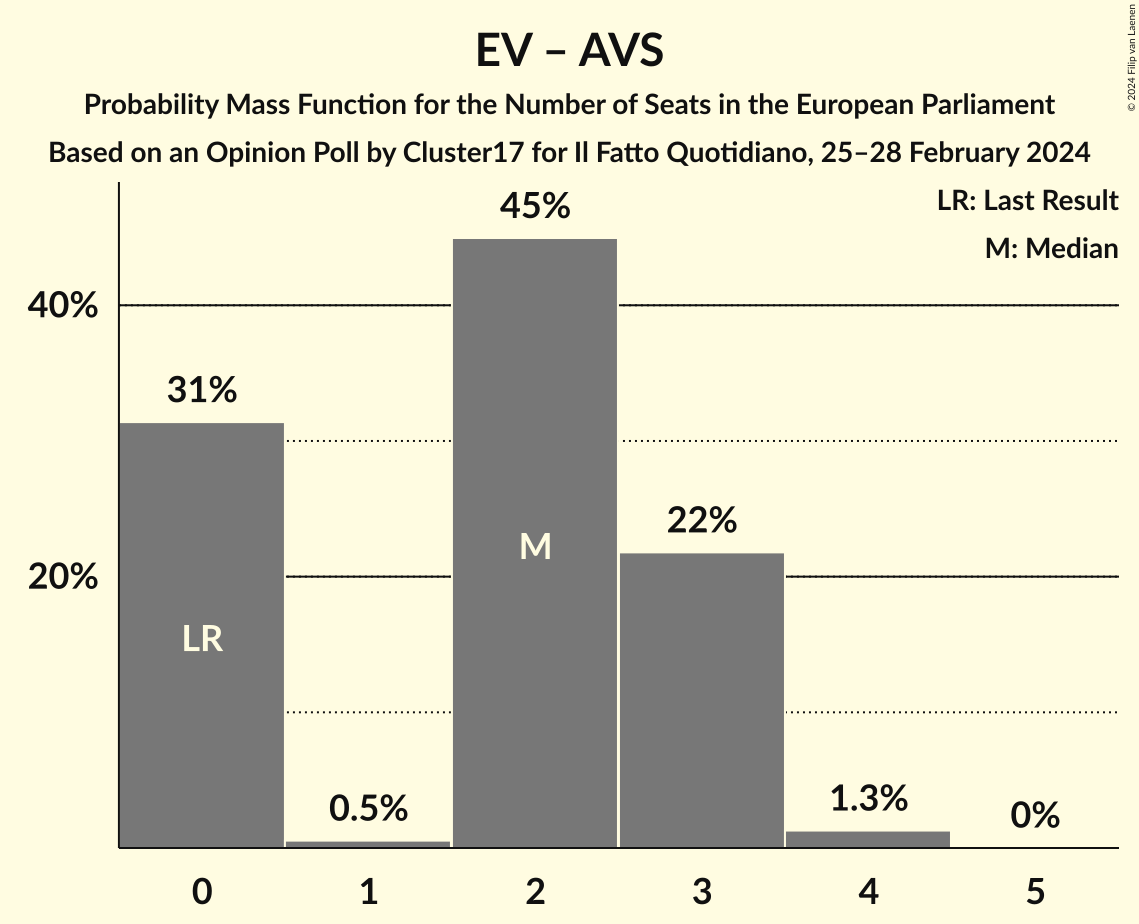 EV – AVS
Probability Mass Function for the Number of Seats in the European Parliament
Based on an Opinion Poll by Cluster17 for Il Fatto Quotidiano, 25–28 February 2024
© 2024 Filip van Laenen
LR: Last Result
M: Median
45%
40%
31%
22%
M
20%
LR
1.3%
0.5%
0%
0 1 2 3 4 5